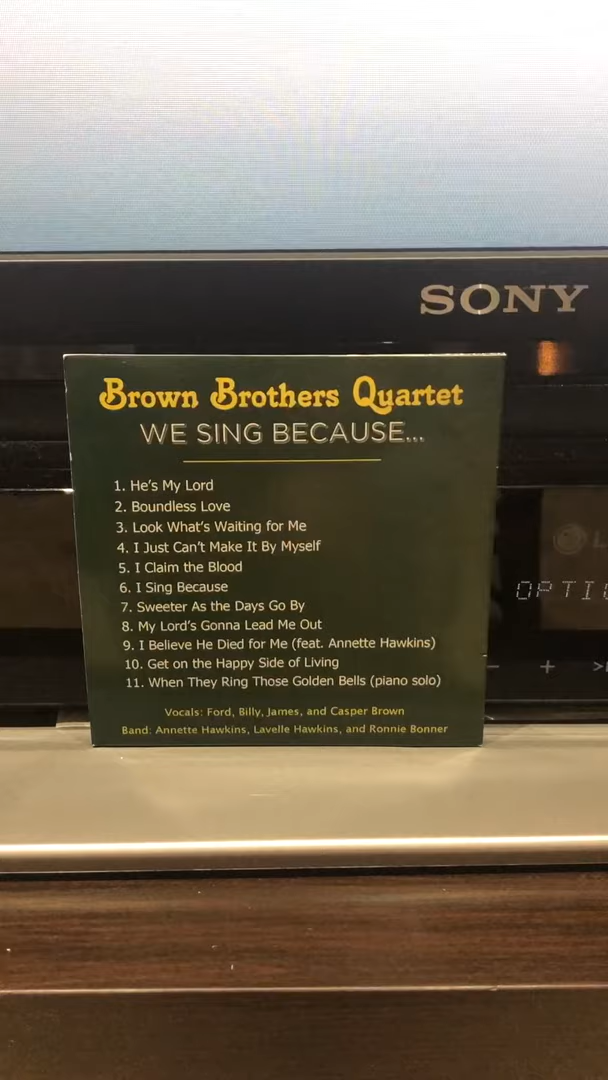 SONY
Brown Brothers Quartet
WE SING BECAUSE...
1. He's My Lord
2. Boundless Love
3. Look What's Waiting for Me
4. I Just Can't Make It By Myself
5. I Claim the Blood
6. I Sing Because
7. Sweeter As the Days Go By
8. My Lord's Gonna Lead Me Out
9. I Believe He Died for Me (feat. Annette Hawkins)
10. Get on the Happy Side of Living
11. When They Ring Those Golden Bells (piano solo)
Vocals: Ford, Billy, James, and Casper Brown
Band: Annette Hawkins, Lavelle Hawkins, and Ronnie Bonner